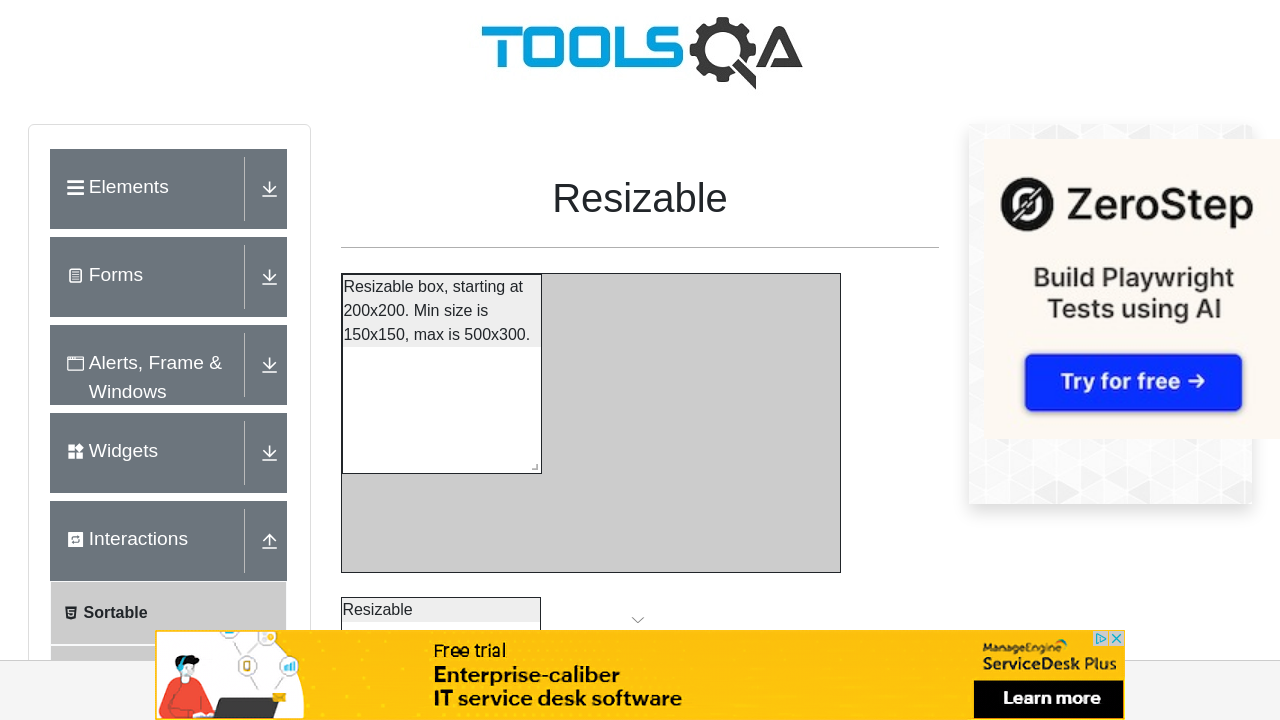 TOOLSQA
Elements
Forms
Alerts, Frame &
Windows
Widgets
Interactions
Sortable
Resizable
Resizable box, starting at
200x200. Min size is
150x150, max is 500x300.
Resizable
ZeroStep
Build Playwright
Tests using AI
Try for free →
Free trial
Enterprise-caliber
IT service desk software
ManageEngine
ServiceDesk Plus
Learn more